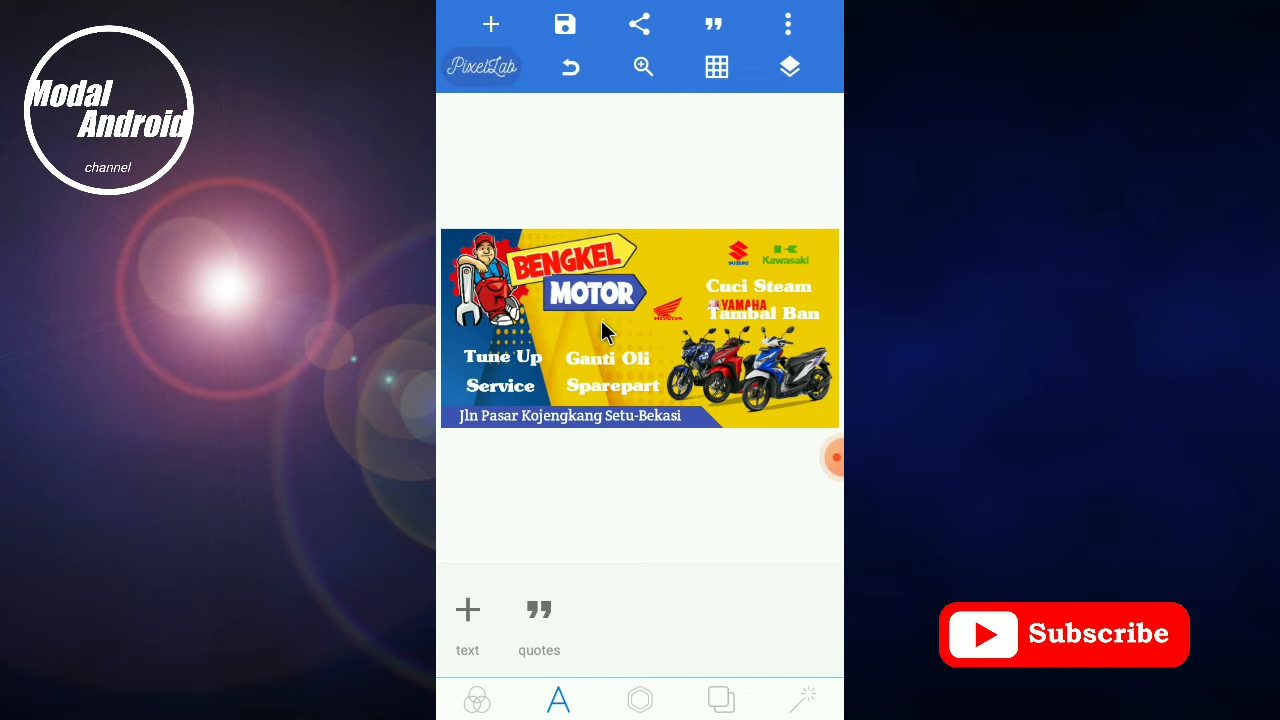 Modal
Android
channel
PixelLab
BENGKEL
MOTOR
SUZUKI
Kawasaki
Cuci Steam
HONDA
YAMAHA
Tambal Ban
Tune Up
Ganti Oli
Service
Sparepart
Jln Pasar Kojengkang Setu-Bekasi
text
quotes
Subscribe